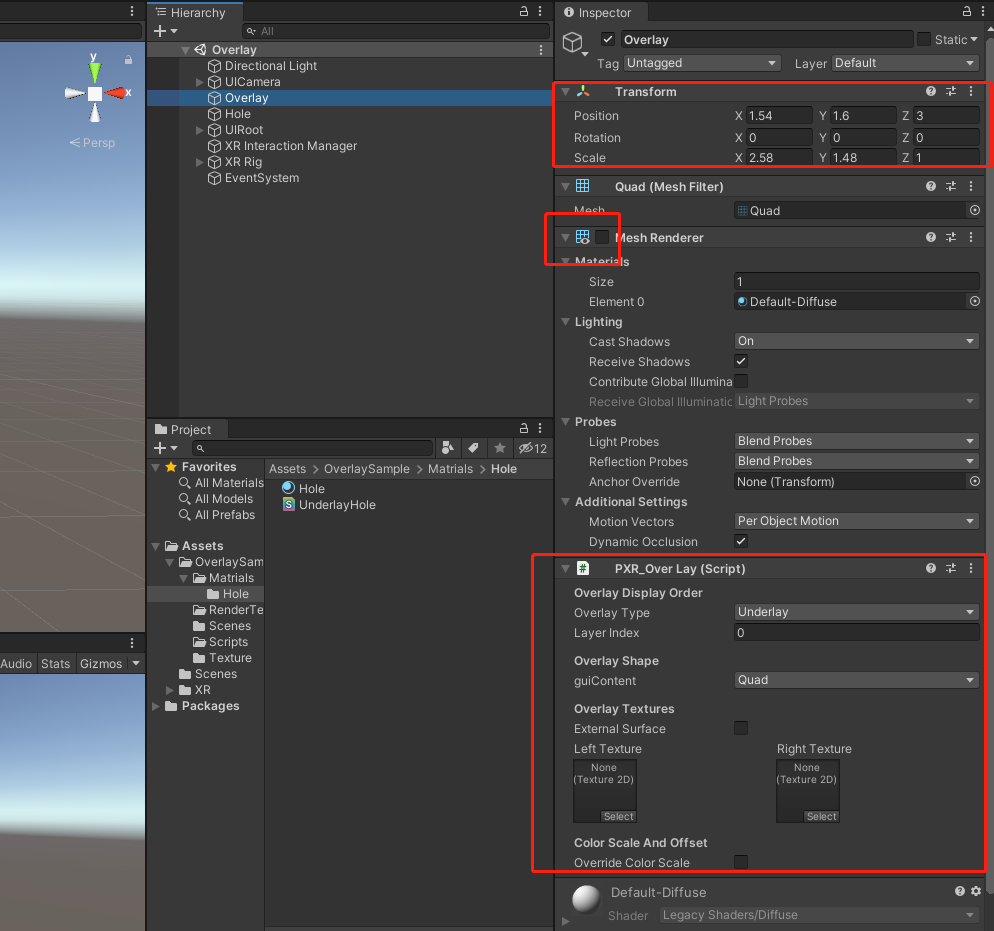 y
x
Persp
Audio Stats Gizmos
Hierarchy
All
Overlay
Directional Light
UICamera
Overlay
Hole
UIRoot
XR Interaction Manager
XR Rig
EventSystem
Project
12
Favorites
All Materials
All Models
All Prefabs
Assets
OverlaySam
Matrials
Hole
RenderTe
Scenes
Scripts
Texture
Scenes
XR
Packages
Assets > OverlaySample > Matrials > Hole
Hole
UnderlayHole
Inspector
Overlay Static
Tag Untagged Layer Default
Transform
Position X 1.54 Y 1.6 Z 3
Rotation X 0 Y 0 Z 0
Scale X 2.58 Y 1.48 Z 1
Quad (Mesh Filter)
Mesh Quad
Mesh Renderer
Materials
Size 1
Element 0 Default-Diffuse
Lighting
Cast Shadows On
Receive Shadows
Contribute Global Illumina
Receive Global Illuminatic Light Probes
Probes
Light Probes Blend Probes
Reflection Probes Blend Probes
Anchor Override None (Transform)
Additional Settings
Motion Vectors Per Object Motion
Dynamic Occlusion
# PXR_Over Lay (Script)
Overlay Display Order
Overlay Type Underlay
Layer Index 0
Overlay Shape
guiContent Quad
Overlay Textures
External Surface
Left Texture Right Texture
None None
(Texture 2D) (Texture 2D)
Select Select
Color Scale And Offset
Override Color Scale
Default-Diffuse
Shader Legacy Shaders/Diffuse